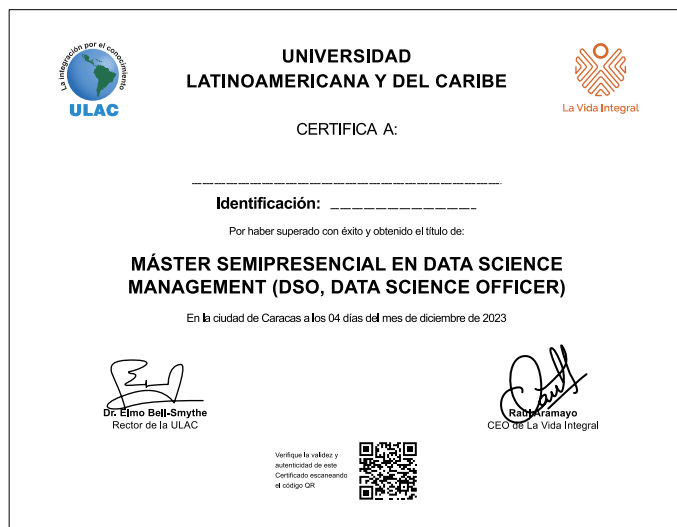 La integración por el conocimiento
ULAC
UNIVERSIDAD
LATINOAMERICANA Y DEL CARIBE
La Vida Integral
CERTIFICA A:
Identificación:
Por haber superado con éxito y obtenido el título de:
MÁSTER SEMIPRESENCIAL EN DATA SCIENCE
MANAGEMENT (DSO, DATA SCIENCE OFFICER)
En la ciudad de Caracas a los 04 días del mes de diciembre de 2023
Dr. Elmo Bell-Smythe
Rector de la ULAC
Raúl Aramayo
CEO de La Vida Integral
Verifique la validez y
autenticidad de este
Certificado escaneando
el código QR